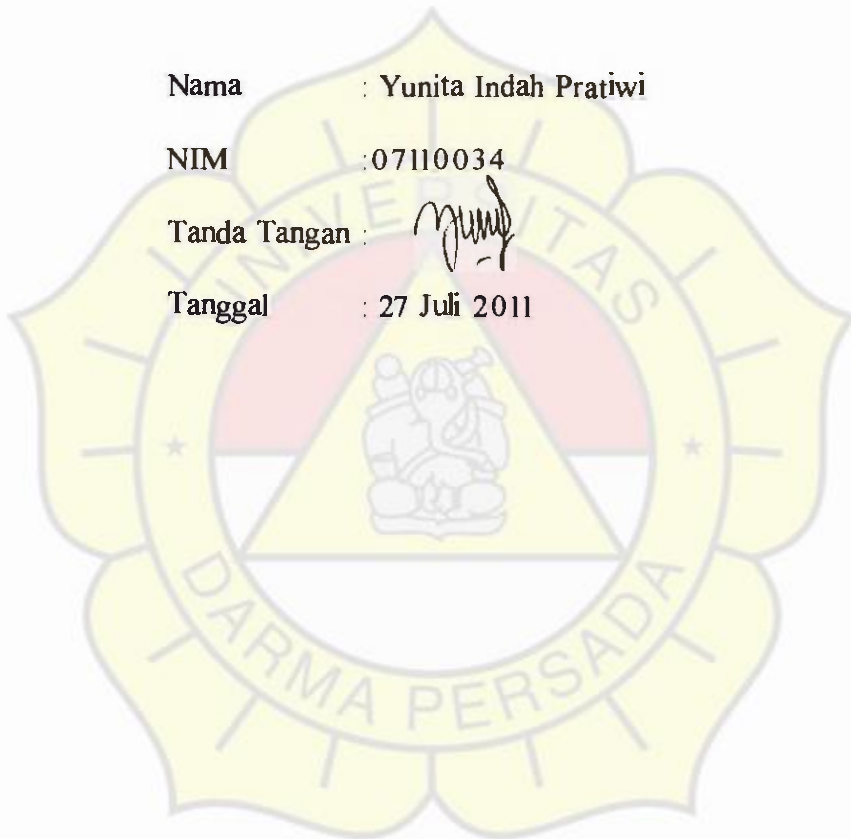 Nama : Yunita Indah Pratiwi
NIM :07110034
Tanda Tangan :
Tanggal : 27 Juli 2011
UNIVERSITAS
DARMA PERSADA